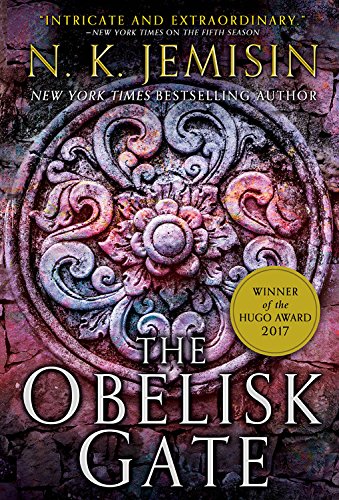 "INTRICATE AND EXTRAORDINARY."
—NEW YORK TIMES ON THE FIFTH SEASON
N. K. JEMISIN
NEW YORK TIMES BESTSELLING AUTHOR
WINNER
of the
HUGO AWARD
2017
THE
OBELISK
GATE